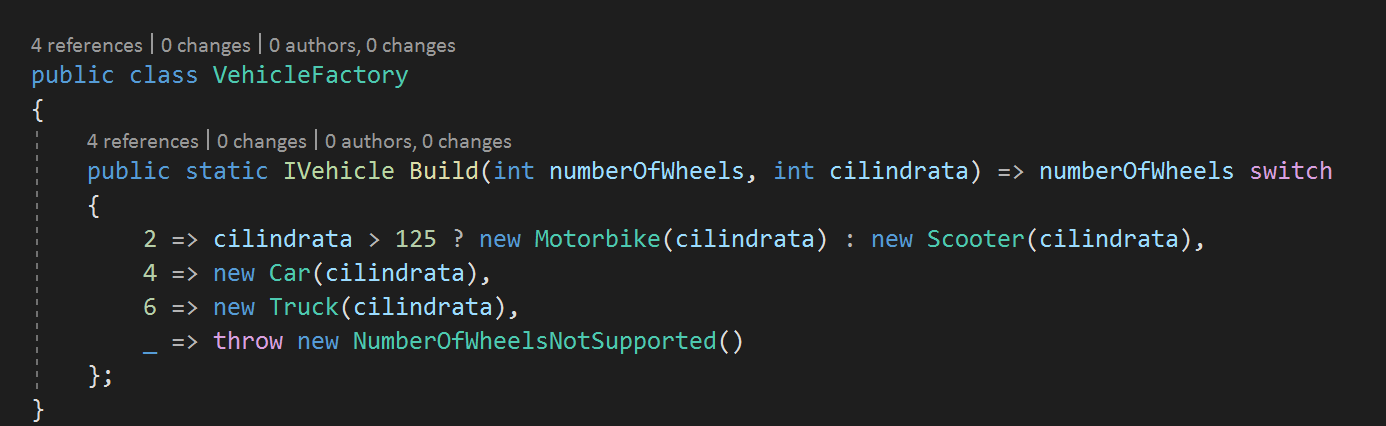 4 references | 0 changes | 0 authors, 0 changes
public class VehicleFactory
{
4 references | 0 changes | 0 authors, 0 changes
public static IVehicle Build(int numberOfWheels, int cilindrata) => numberOfWheels switch
{
2 => cilindrata > 125 ? new Motorbike(cilindrata) : new Scooter(cilindrata),
4 => new Car(cilindrata),
6 => new Truck(cilindrata),
_ => throw new NumberOfWheelsNotSupported()
};
}